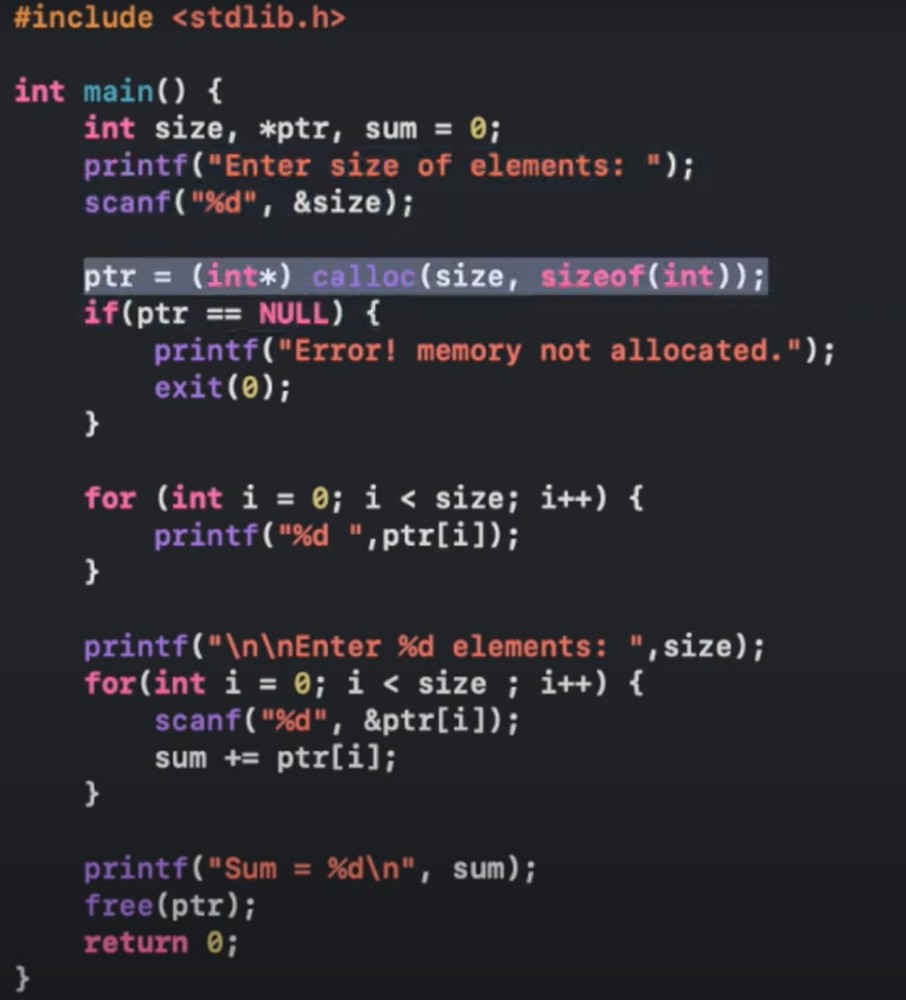 #include <stdlib.h>
int main() {
int size, *ptr, sum = 0;
printf("Enter size of elements: ");
scanf("%d", &size);
ptr = (int*) calloc(size, sizeof(int));
if(ptr == NULL) {
printf("Error! memory not allocated.");
exit(0);
}
for (int i = 0; i < size; i++) {
printf("%d ",ptr[i]);
}
printf("\n\nEnter %d elements: ",size);
for(int i = 0; i < size ; i++) {
scanf("%d", &ptr[i]);
sum += ptr[i];
}
printf("Sum = %d\n", sum);
free(ptr);
return 0;
}